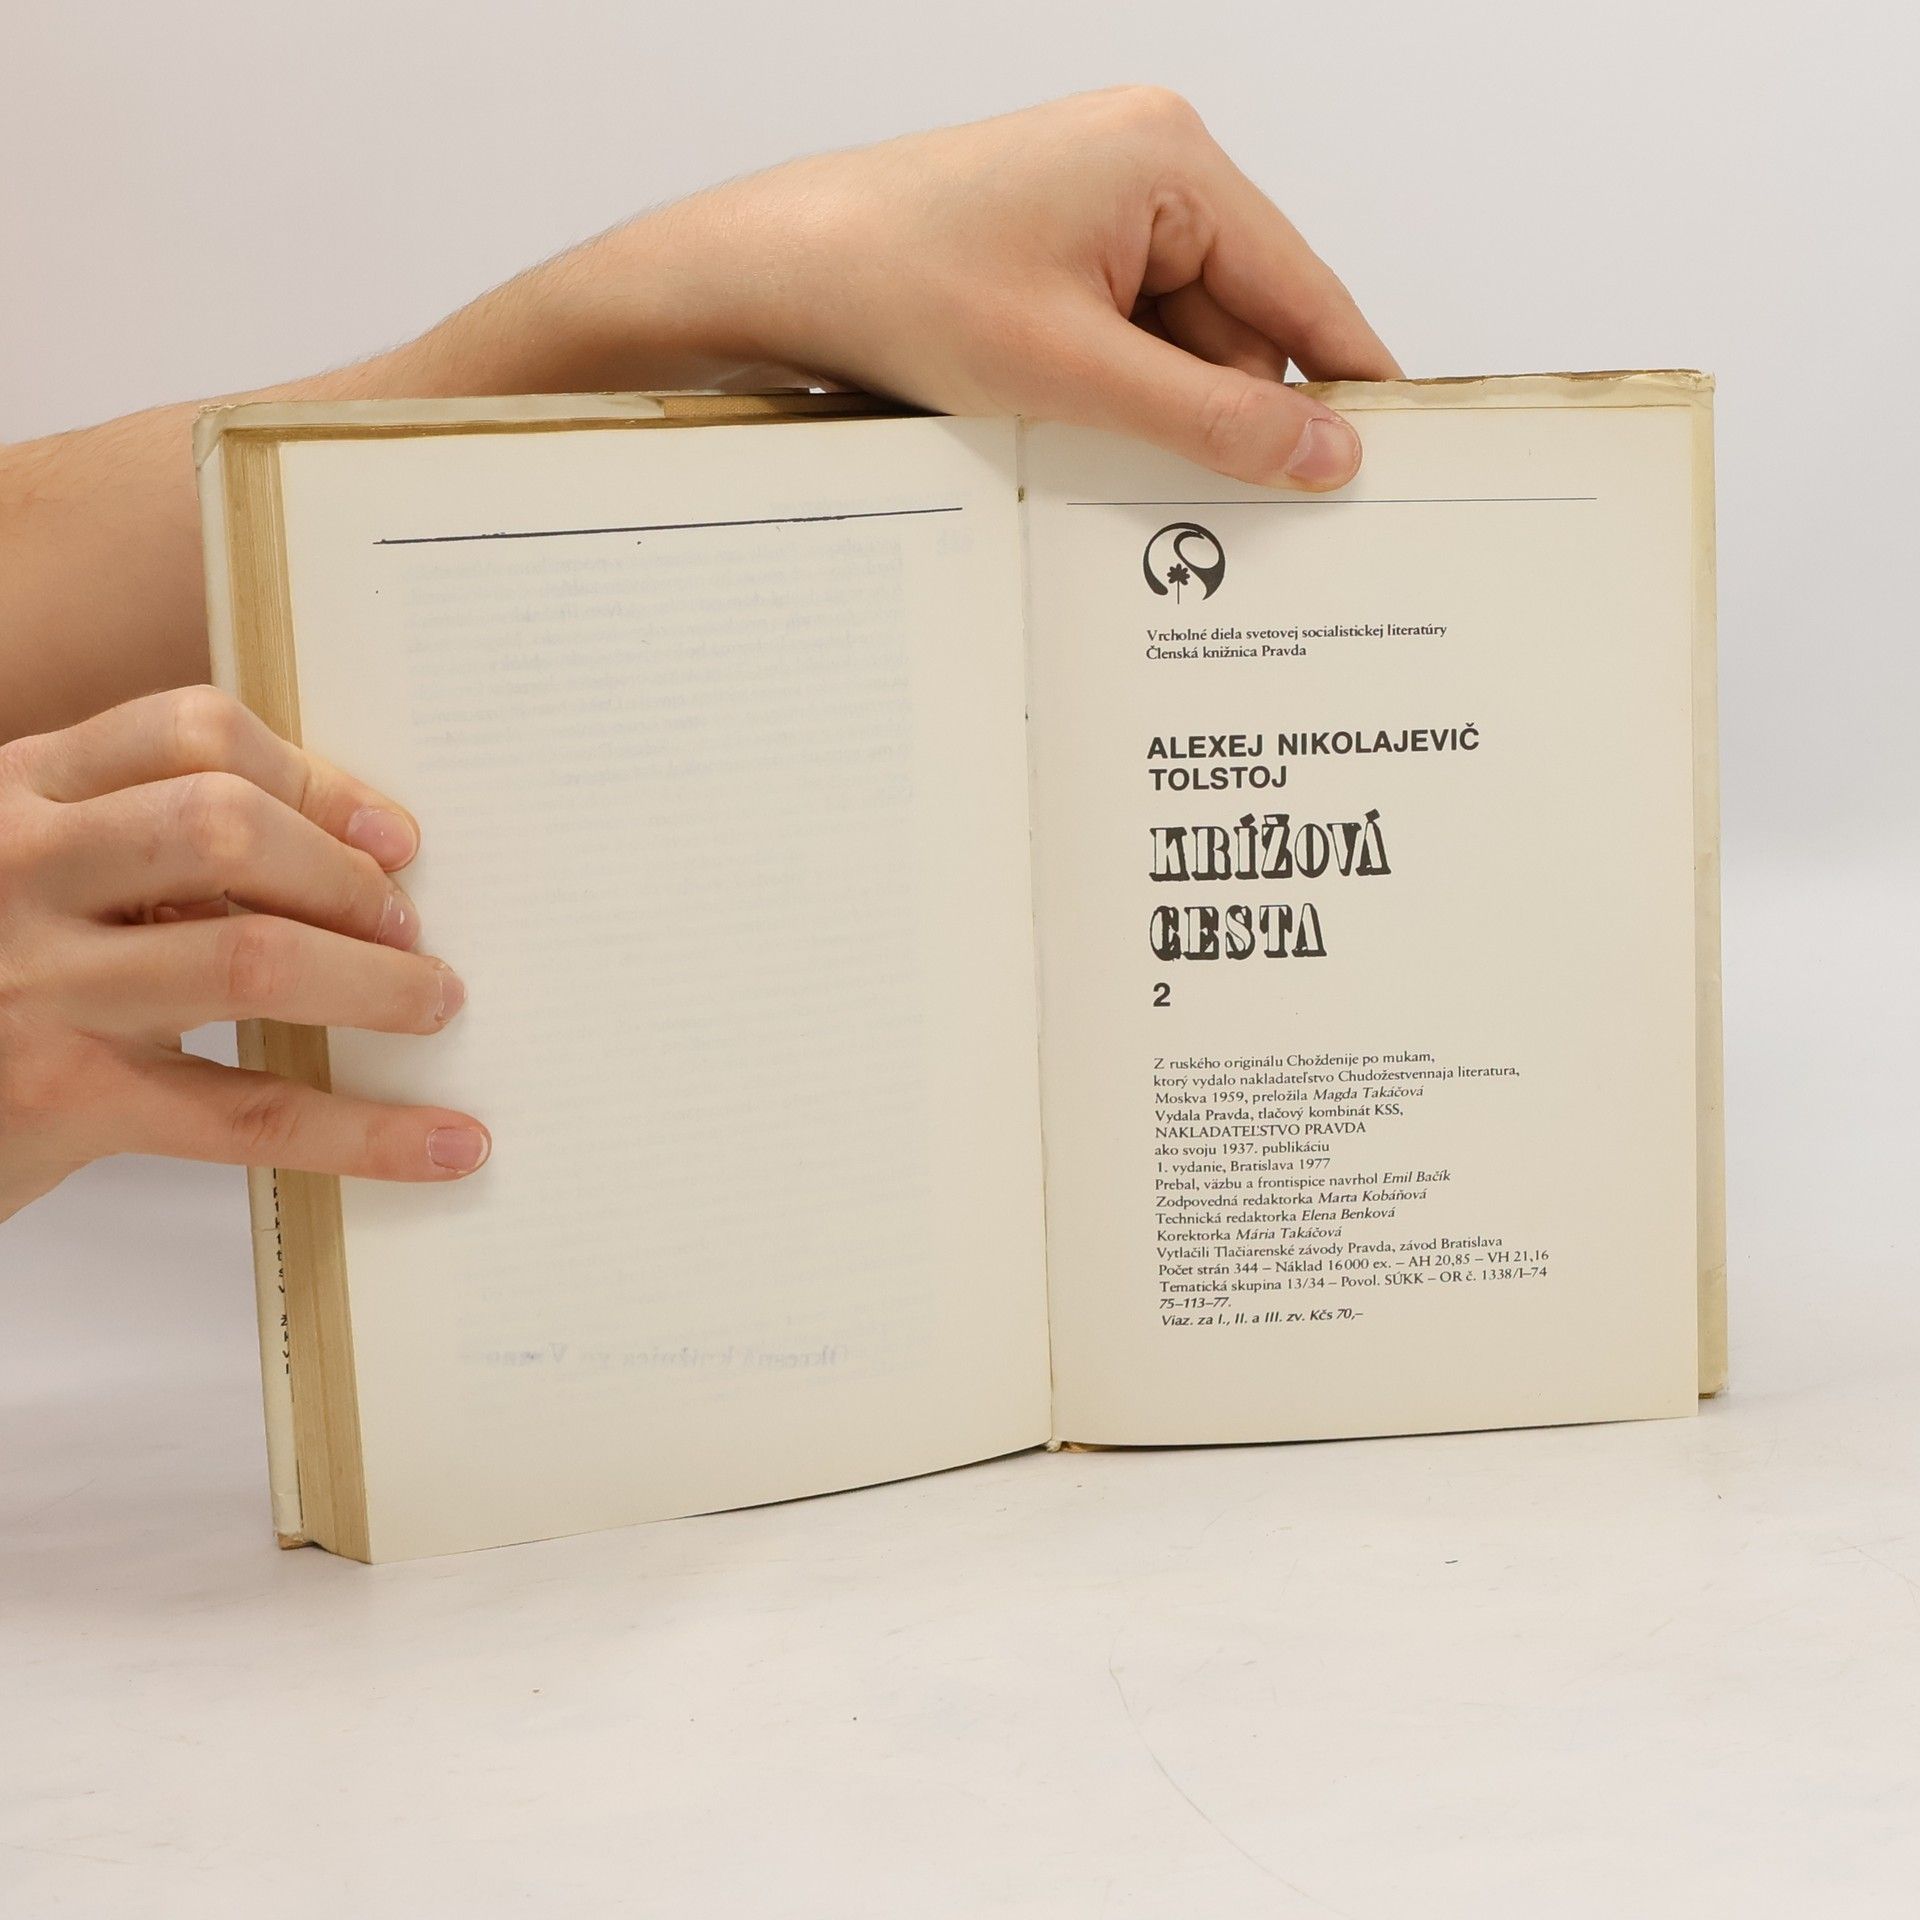 Vrcholné diela svetovej socialistickej literatúry
Členská knižnica Pravda
ALEXEJ NIKOLAJEVIČ
TOLSTOJ
KRÍŽOVÁ
CESTA
2
Z ruského originálu Choždenije po mukam,
ktorý vydalo nakladateľstvo Chudožestvennaja literatura,
Moskva 1959, preložila Magda Takáčová
Vydala Pravda, tlačový kombinát KSS,
NAKLADATEĽSTVO PRAVDA
ako svoju 1937. publikáciu
1. vydanie, Bratislava 1977
Prebal, väzbu a frontispice navrhol Emil Bačík
Zodpovedná redaktorka Marta Kobáňová
Technická redaktorka Elena Benková
Korektorka Mária Takáčová
Vytlačili Tlačiarenské závody Pravda, závod Bratislava
Počet strán 344 – Náklad 16000 ex. – AH 20,85 – VH 21,16
Tematická skupina 13/34 – Povol. SÚKK – OR č. 1338/I–74
75–113–77.
Viaz. za I., II. a III. zv. Kčs 70,–